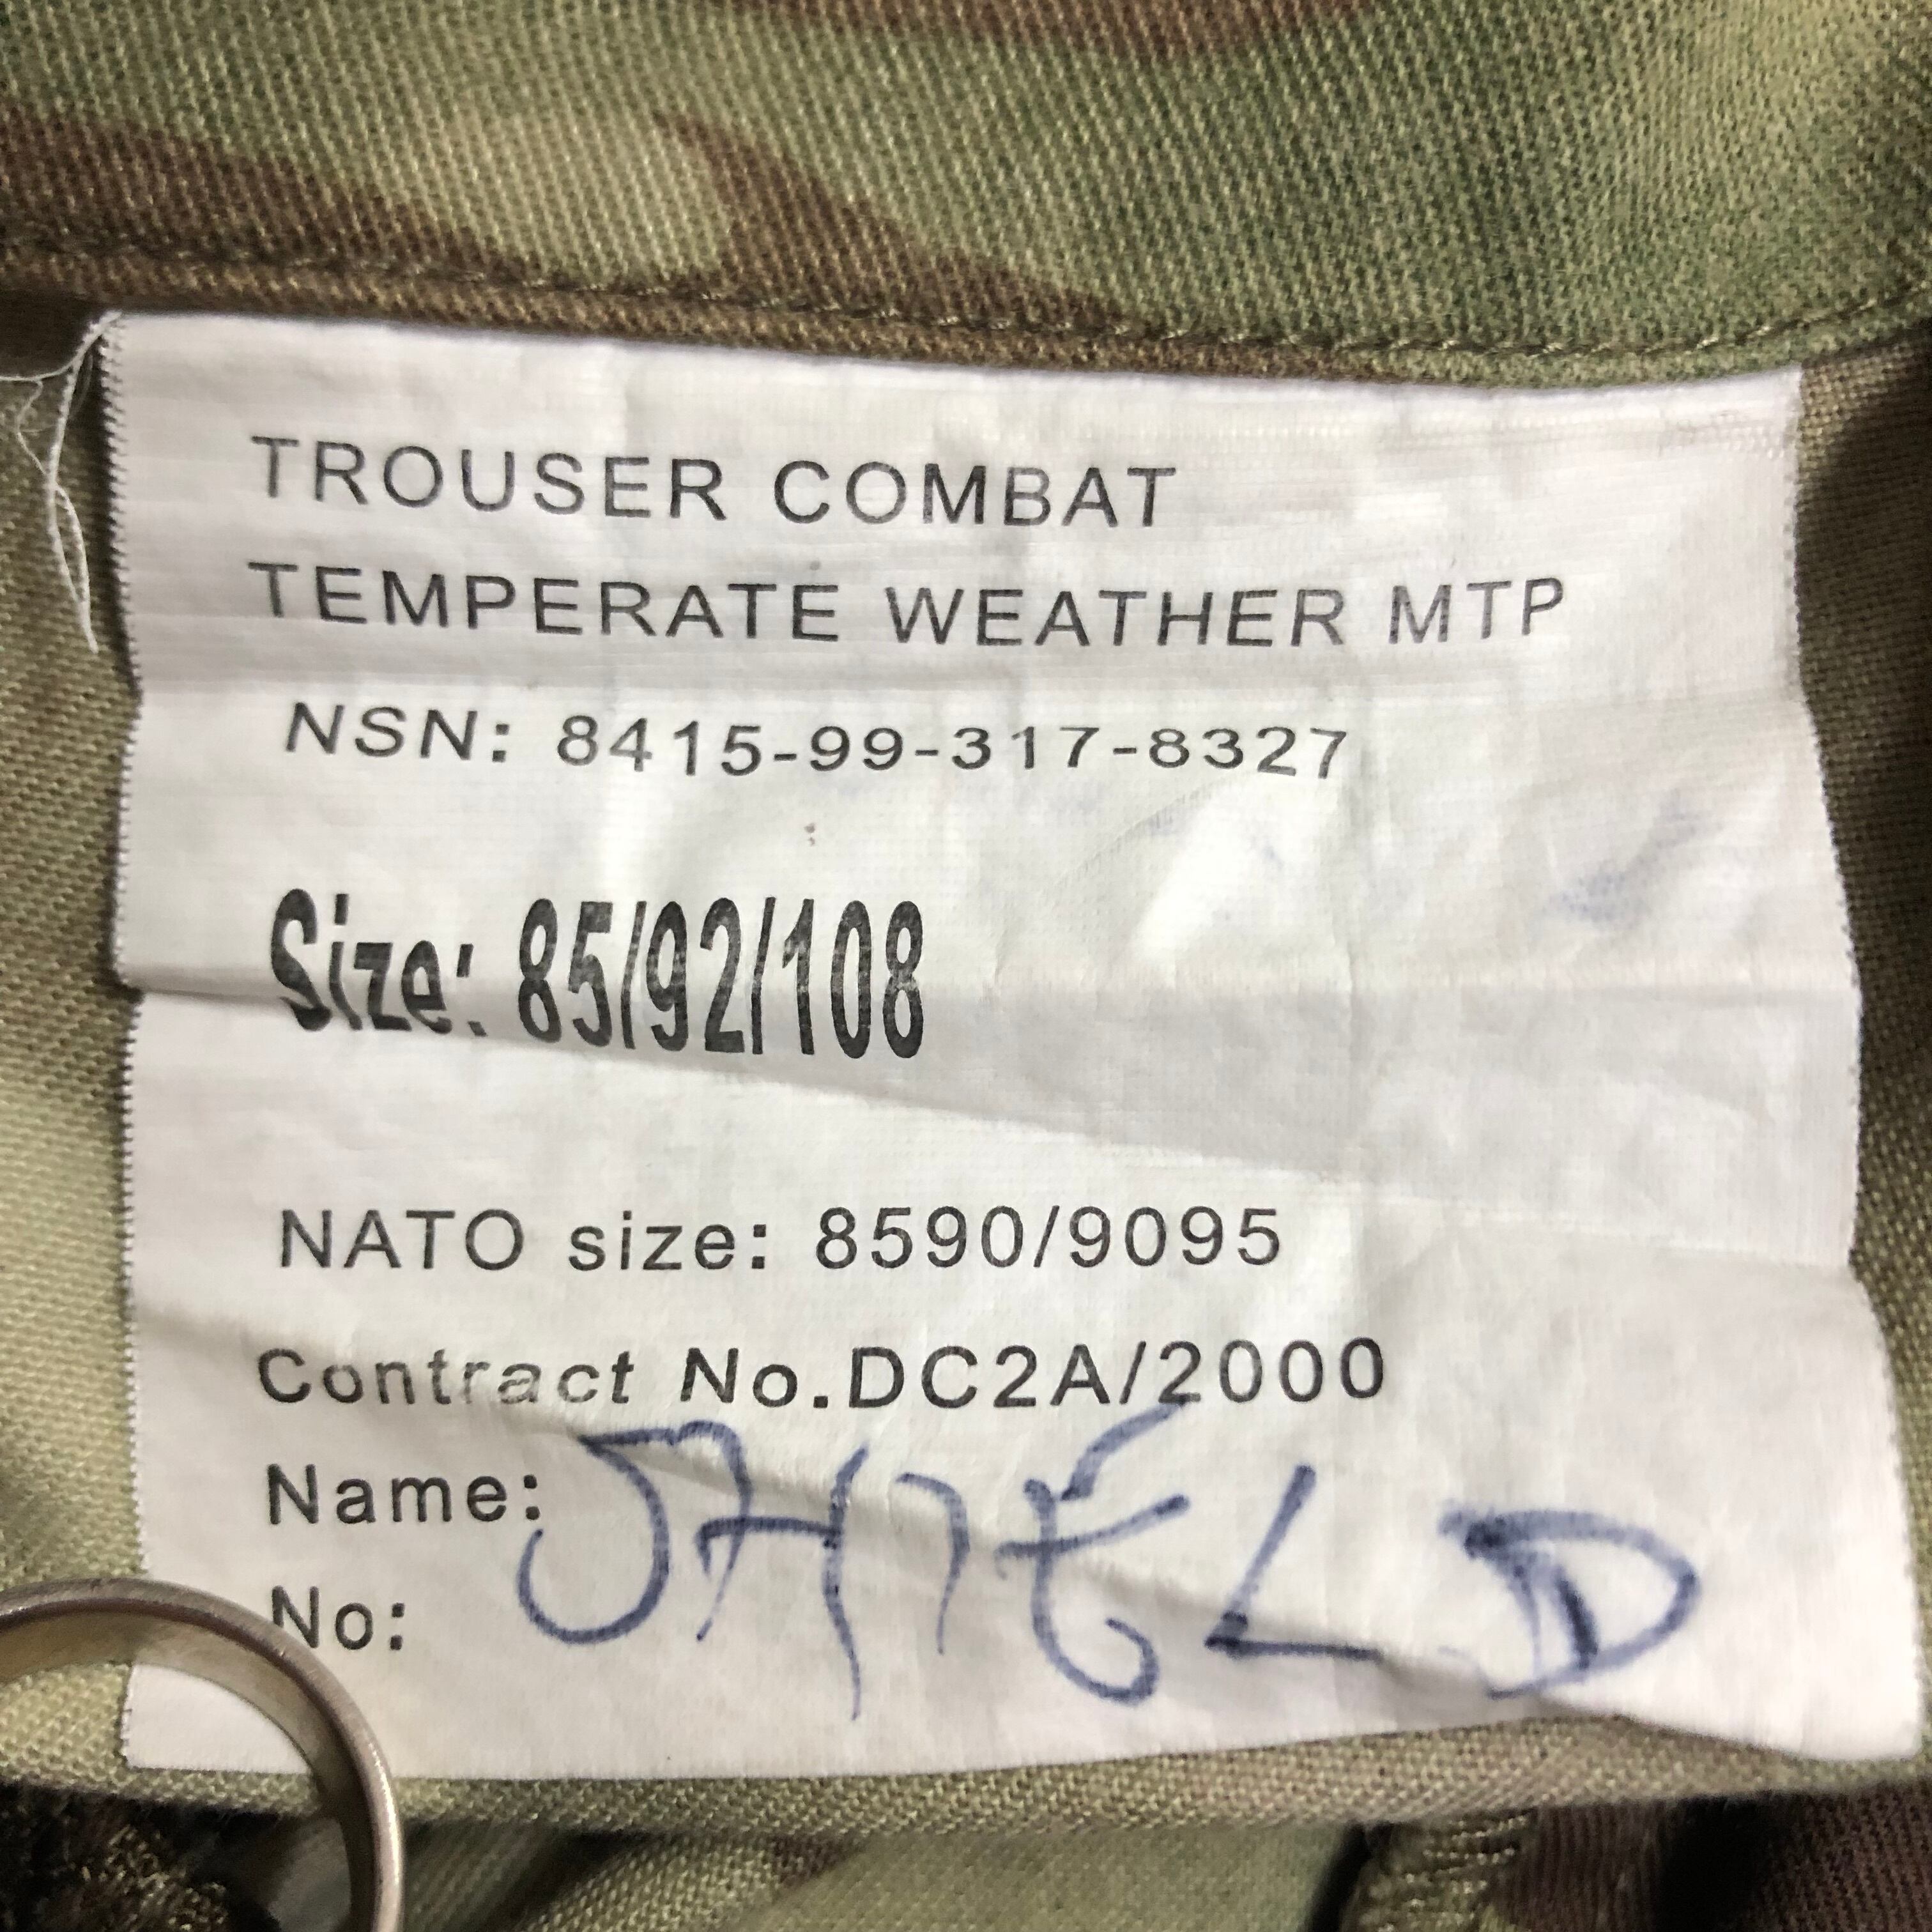 TROUSER COMBAT
TEMPERATE WEATHER MTP
NSN: 8415-99-317-8327
Size: 85/92/108
NATO size: 8590/9095
Contract No.DC2A/2000
Name: SHIELD
No: